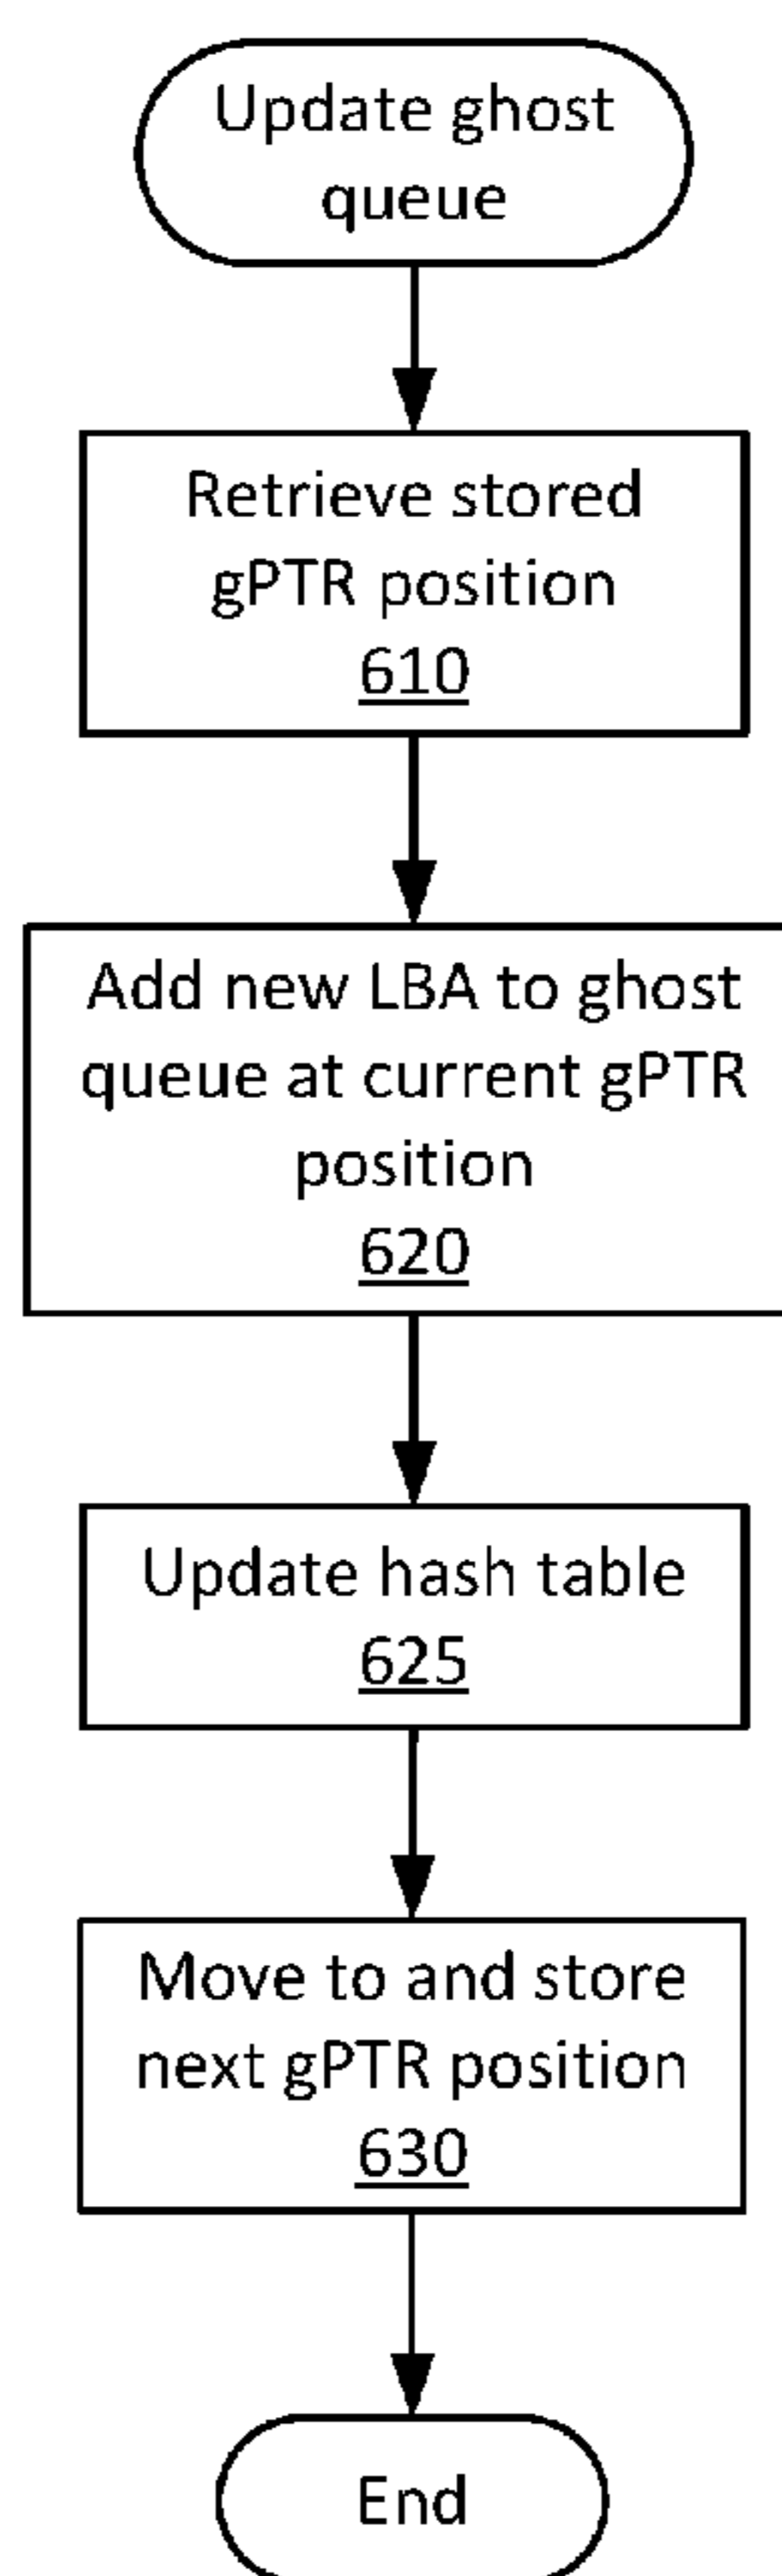 Update ghost
queue
Retrieve stored
gPTR position
610
Add new LBA to ghost
queue at current gPTR
position
620
Update hash table
625
Move to and store
next gPTR position
630
End